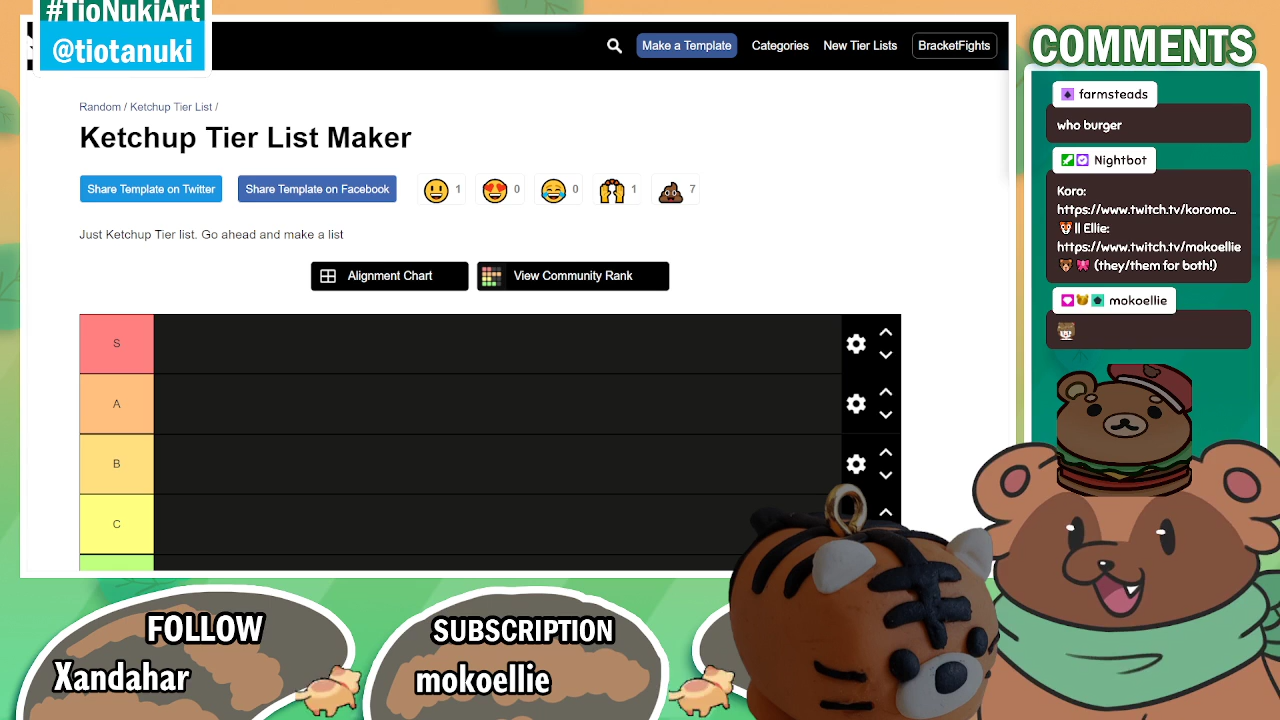 #TioNukiArt
@tiotanuki
Make a Template
Categories
New Tier Lists
BracketFights
Random / Ketchup Tier List /
Ketchup Tier List Maker
Share Template on Twitter
Share Template on Facebook
1
0
0
1
7
Just Ketchup Tier list. Go ahead and make a list
Alignment Chart
View Community Rank
S
A
B
C
COMMENTS
farmsteads
who burger
Nightbot
Koro:
https://www.twitch.tv/koromo…
|| Ellie:
https://www.twitch.tv/mokoellie
(they/them for both!)
mokoellie
FOLLOW
Xandahar
SUBSCRIPTION
mokoellie